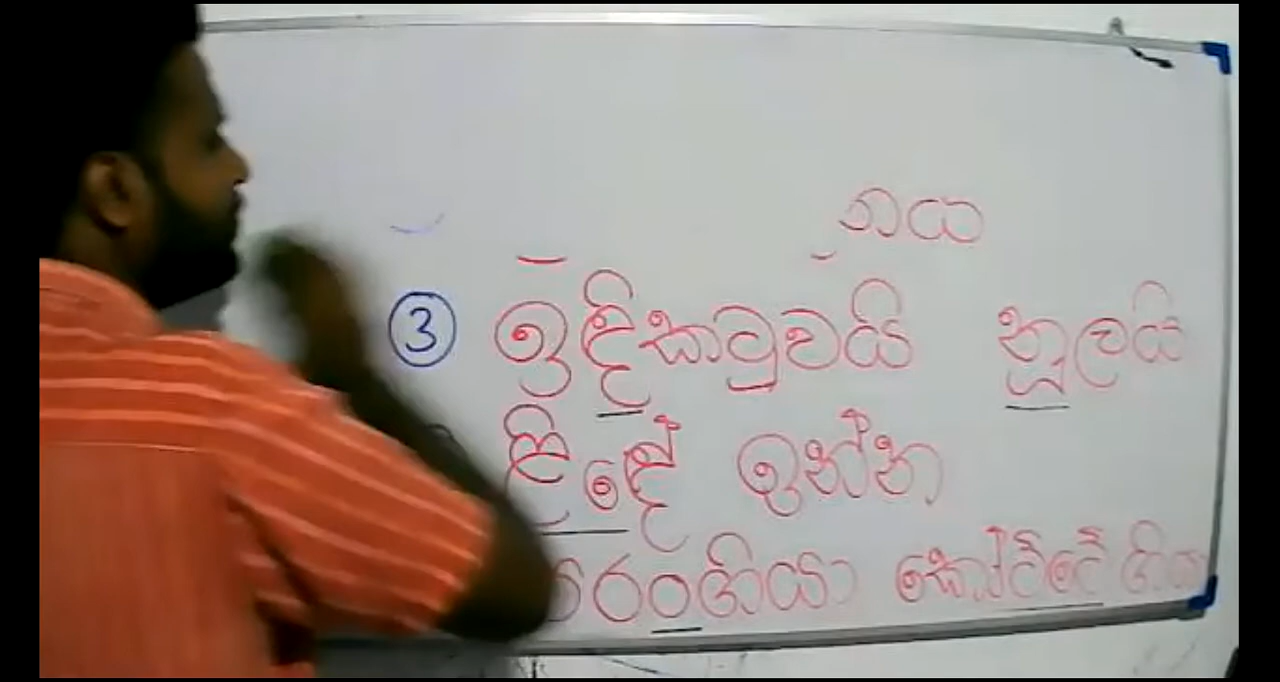 නය
3 ඉඳිකටුවයි නූලයි
ළිඳේ ඉන්න
රංගියා කෝට්ටේ ගිය